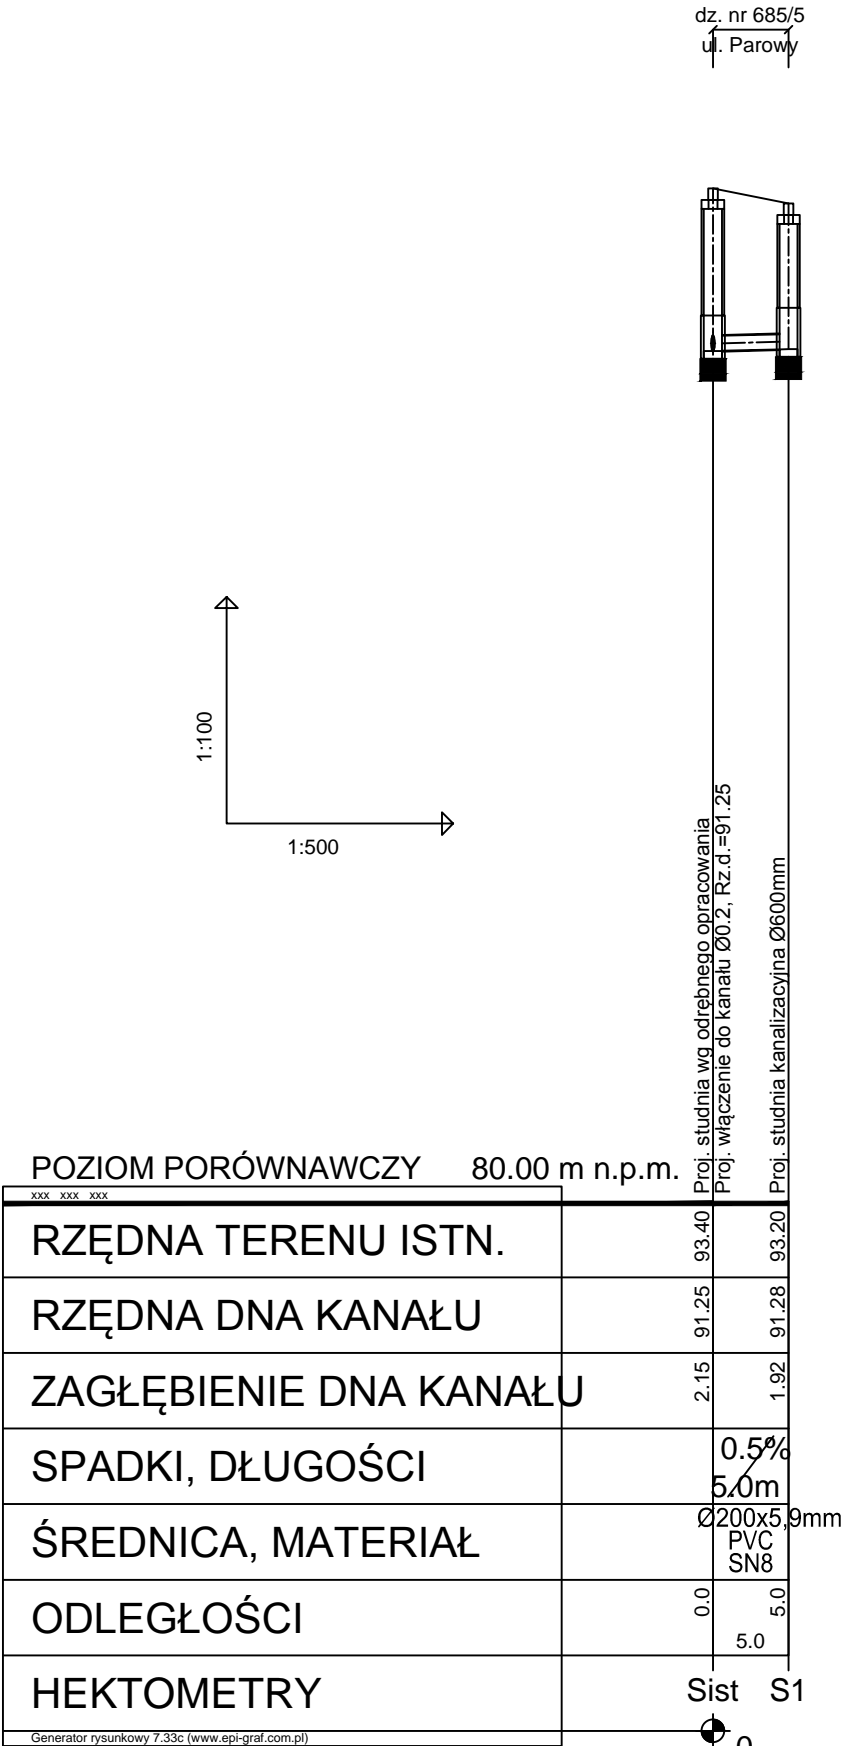 dz. nr 685/5
ul. Parowy
1:100
1:500
Proj. studnia wg odrębnego opracowania
Proj. włączenie do kanału Ø0.2, Rz.d.=91.25
Proj. studnia kanalizacyjna Ø600mm
POZIOM PORÓWNAWCZY 80.00 m n.p.m.
xxx xxx xxx
RZĘDNA TERENU ISTN. 93.40 93.20
RZĘDNA DNA KANAŁU 91.25 91.28
ZAGŁĘBIENIE DNA KANAŁU 2.15 1.92
SPADKI, DŁUGOŚCI 0.5%
5.0m
ŚREDNICA, MATERIAŁ Ø200x5,9mm
PVC
SN8
ODLEGŁOŚCI 0.0 5.0
5.0
HEKTOMETRY Sist S1
Generator rysunkowy 7.33c (www.epi-graf.com.pl)
0